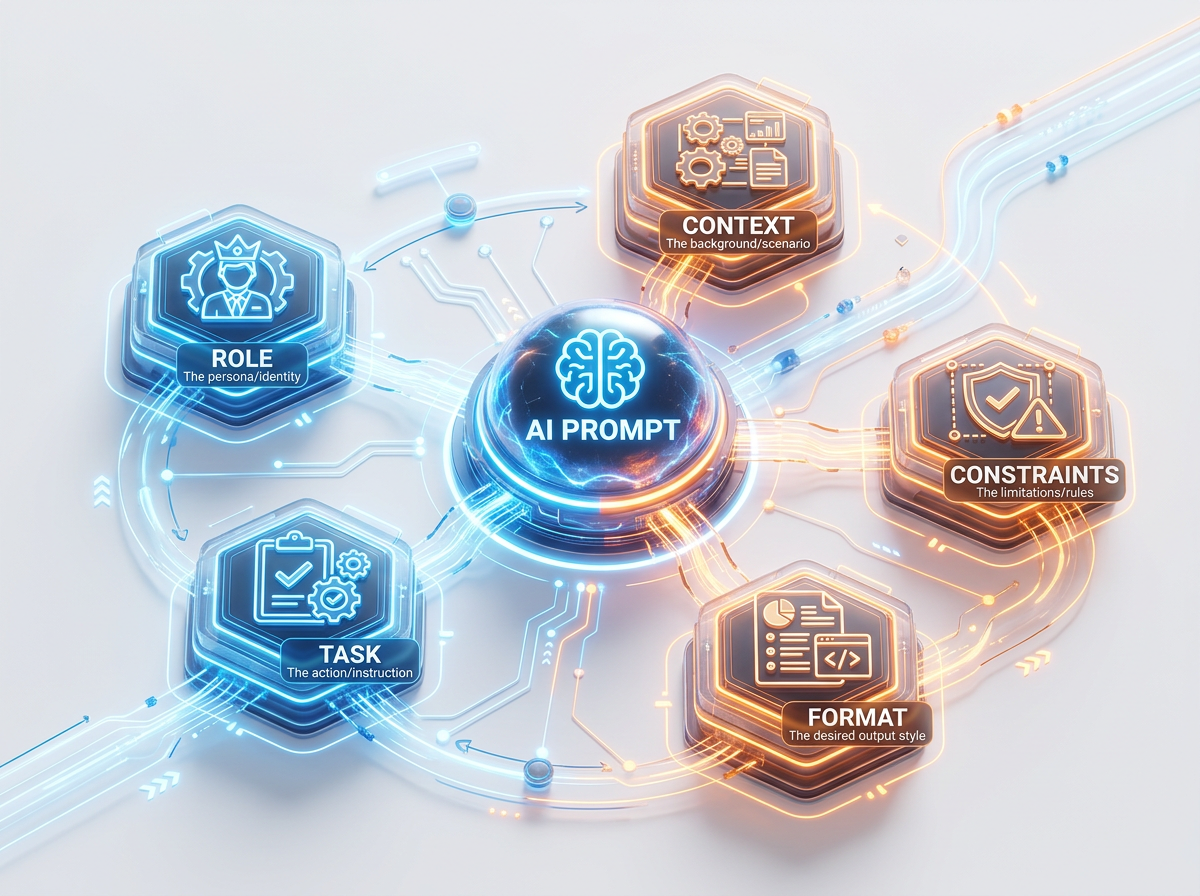 CONTEXT
The background/scenario
ROLE
The persona/identity
AI PROMPT
CONSTRAINTS
The limitations/rules
TASK
The action/instruction
</>
FORMAT
The desired output style